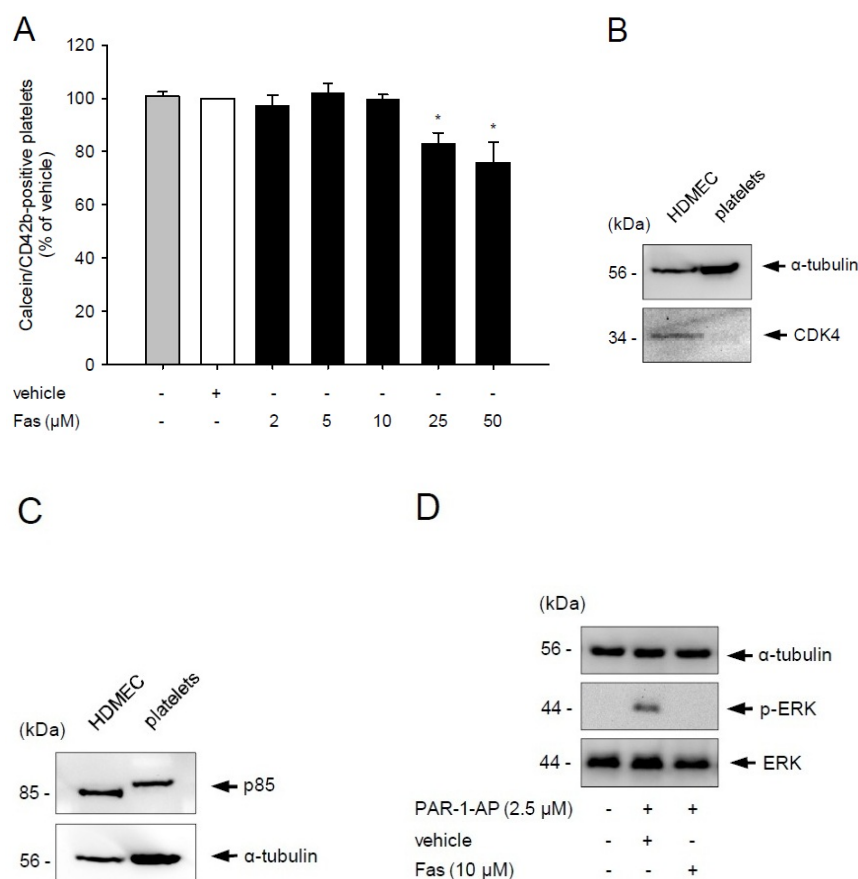 A
120
100
80
60
40
20
0
Calcein/CD42b-positive platelets
(% of vehicle)
* *
vehicle - + - - - - -
Fas (µM) - - 2 5 10 25 50
B
HDMEC platelets
(kDa)
56 - α-tubulin
34 - CDK4
C
HDMEC platelets
(kDa)
85 - p85
56 - α-tubulin
D
(kDa)
56 - α-tubulin
44 - p-ERK
44 - ERK
PAR-1-AP (2.5 µM) - + +
vehicle - + -
Fas (10 µM) - - +